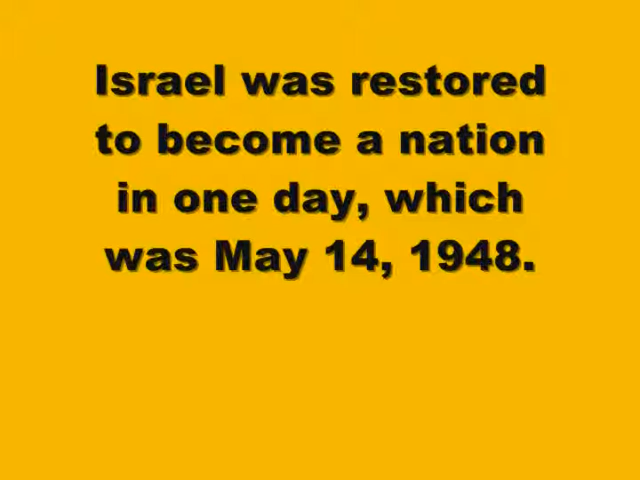 Israel was restored
to become a nation
in one day, which
was May 14, 1948.